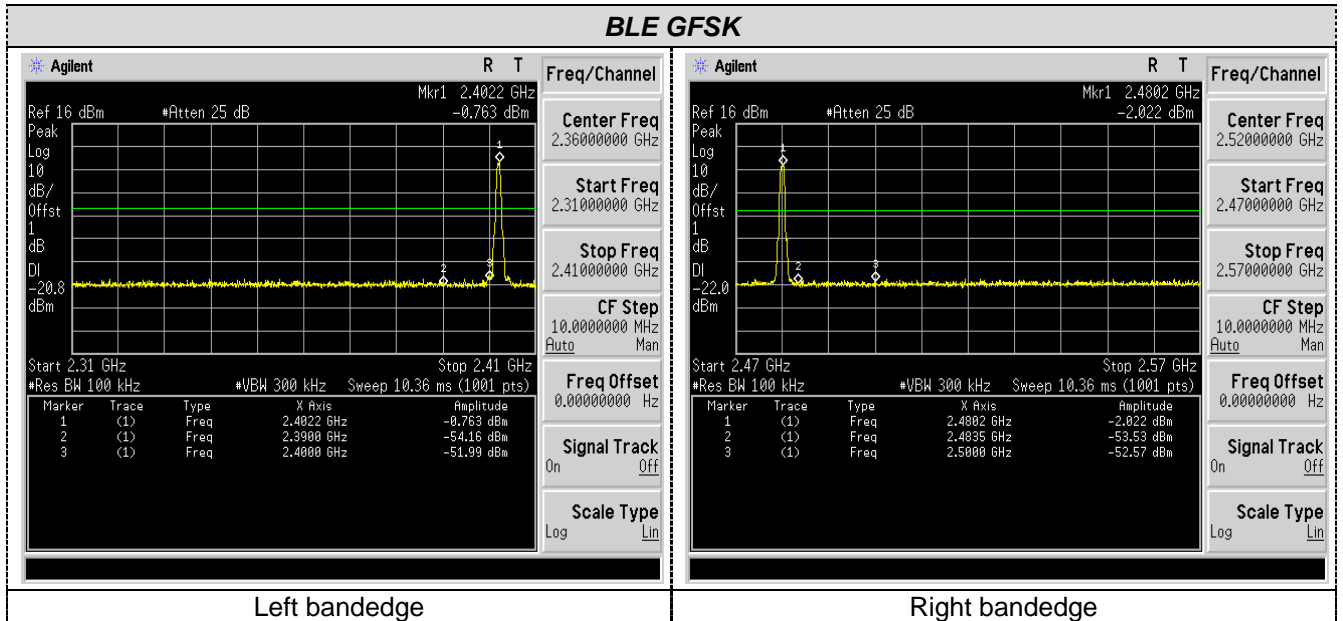 BLE GFSK
Agilent R T
Mkr1 2.4022 GHz
Ref 16 dBm #Atten 25 dB -0.763 dBm
Peak
Log
10
dB/
Offst
1
dB
DI
-20.8
dBm
1
2
3
Start 2.31 GHz Stop 2.41 GHz
#Res BW 100 kHz #VBW 300 kHz Sweep 10.36 ms (1001 pts)
Marker Trace Type X Axis Amplitude
1 (1) Freq 2.4022 GHz -0.763 dBm
2 (1) Freq 2.3900 GHz -54.16 dBm
3 (1) Freq 2.4000 GHz -51.99 dBm
Freq/Channel
Center Freq
2.36000000 GHz
Start Freq
2.31000000 GHz
Stop Freq
2.41000000 GHz
CF Step
10.0000000 MHz
Auto Man
Freq Offset
0.00000000 Hz
Signal Track
On Off
Scale Type
Log Lin
Left bandedge
Agilent R T
Mkr1 2.4802 GHz
Ref 16 dBm #Atten 25 dB -2.022 dBm
Peak
Log
10
dB/
Offst
1
dB
DI
-22.0
dBm
1
2
3
Start 2.47 GHz Stop 2.57 GHz
#Res BW 100 kHz #VBW 300 kHz Sweep 10.36 ms (1001 pts)
Marker Trace Type X Axis Amplitude
1 (1) Freq 2.4802 GHz -2.022 dBm
2 (1) Freq 2.4835 GHz -53.53 dBm
3 (1) Freq 2.5000 GHz -52.57 dBm
Freq/Channel
Center Freq
2.52000000 GHz
Start Freq
2.47000000 GHz
Stop Freq
2.57000000 GHz
CF Step
10.0000000 MHz
Auto Man
Freq Offset
0.00000000 Hz
Signal Track
On Off
Scale Type
Log Lin
Right bandedge